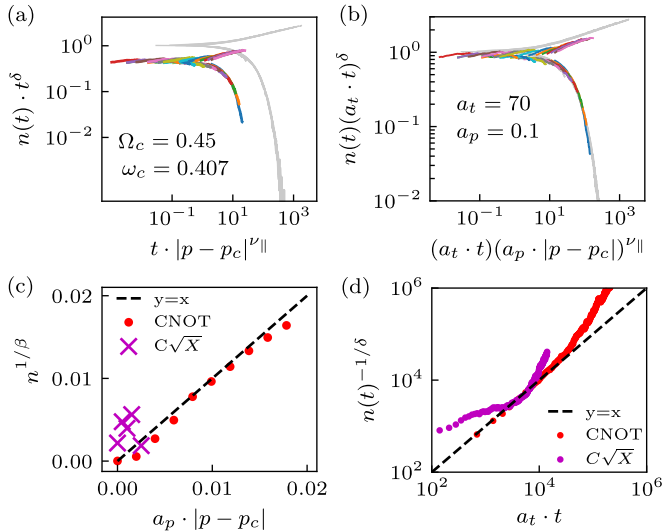 (a)
n(t) · t^δ
10^0
10^{-1}
10^{-2}
Ω_c = 0.45
ω_c = 0.407
10^{-1}
10^1
10^3
t · |p − p_c|^{ν_∥}
(b)
n(t)(a_t · t)^δ
10^0
10^{-1}
10^{-2}
a_t = 70
a_p = 0.1
10^{-1}
10^1
10^3
(a_t · t)(a_p · |p − p_c|)^{ν_∥}
(c)
n^{1/β}
0.02
0.01
0.00
y=x
CNOT
C√X
0.00
0.01
0.02
a_p · |p − p_c|
(d)
n(t)^{−1/δ}
10^6
10^4
10^2
y=x
CNOT
C√X
10^2
10^4
10^6
a_t · t